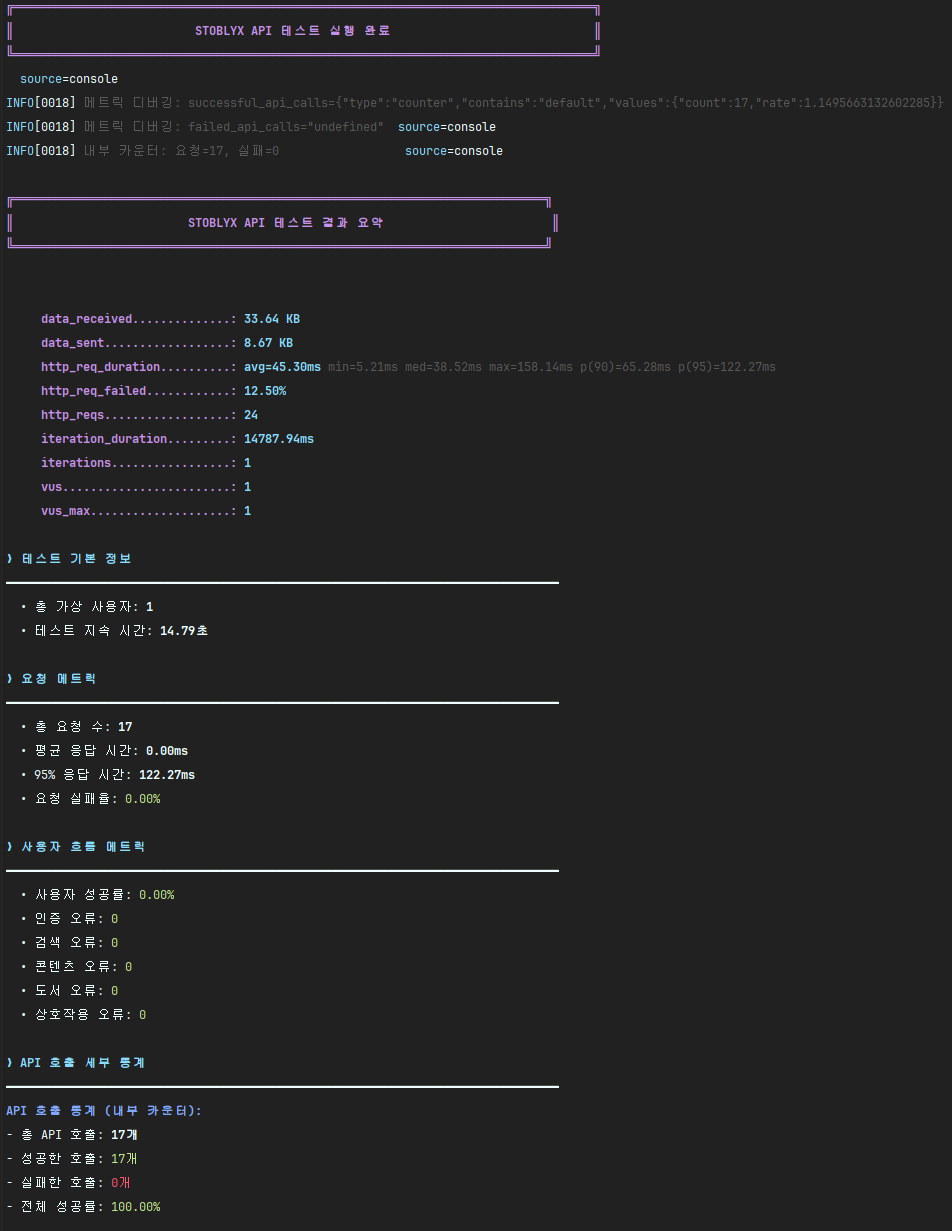 STOBLYX API 테스트 실행 완료
source=console
INFO[0018] 메트릭 디버깅: successful_api_calls={"type":"counter","contains":"default","values":{"count":17,"rate":1.1495663132602285}}
INFO[0018] 메트릭 디버깅: failed_api_calls="undefined"  source=console
INFO[0018] 내부 카운터: 요청=17, 실패=0  source=console
STOBLYX API 테스트 결과 요약
data_received..............: 33.64 KB
data_sent..................: 8.67 KB
http_req_duration..........: avg=45.30ms min=5.21ms med=38.52ms max=158.14ms p(90)=65.28ms p(95)=122.27ms
http_req_failed............: 12.50%
http_reqs..................: 24
iteration_duration.........: 14787.94ms
iterations.................: 1
vus........................: 1
vus_max....................: 1
❯ 테스트 기본 정보
• 총 가상 사용자: 1
• 테스트 지속 시간: 14.79초
❯ 요청 메트릭
• 총 요청 수: 17
• 평균 응답 시간: 0.00ms
• 95% 응답 시간: 122.27ms
• 요청 실패율: 0.00%
❯ 사용자 흐름 메트릭
• 사용자 성공률: 0.00%
• 인증 오류: 0
• 검색 오류: 0
• 콘텐츠 오류: 0
• 도서 오류: 0
• 상호작용 오류: 0
❯ API 호출 세부 통계
API 호출 통계 (내부 카운터):
- 총 API 호출: 17개
- 성공한 호출: 17개
- 실패한 호출: 0개
- 전체 성공률: 100.00%